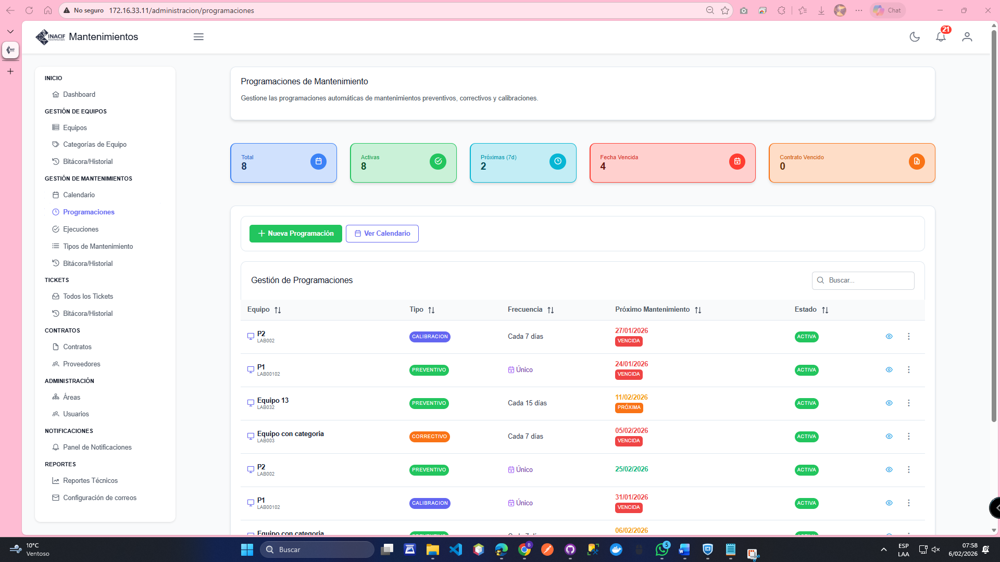 No seguro 172.16.33.11/administracion/programaciones
Chat
INACIF Mantenimientos
21
INICIO
Dashboard
GESTIÓN DE EQUIPOS
Equipos
Categorías de Equipo
Bitácora/Historial
GESTIÓN DE MANTENIMIENTOS
Calendario
Programaciones
Ejecuciones
Tipos de Mantenimiento
Bitácora/Historial
TICKETS
Todos los Tickets
Bitácora/Historial
CONTRATOS
Contratos
Proveedores
ADMINISTRACIÓN
Áreas
Usuarios
NOTIFICACIONES
Panel de Notificaciones
REPORTES
Reportes Técnicos
Configuración de correos
Programaciones de Mantenimiento
Gestione las programaciones automáticas de mantenimientos preventivos, correctivos y calibraciones.
Total
8
Activas
8
Próximas (7d)
2
Fecha Vencida
4
Contrato Vencido
0
Nueva Programación Ver Calendario
Gestión de Programaciones
Buscar...
Equipo Tipo Frecuencia Próximo Mantenimiento Estado
P2
LAB002
CALIBRACION
Cada 7 días
27/01/2026
VENCIDA
ACTIVA
P1
LAB00102
PREVENTIVO
Único
24/01/2026
VENCIDA
ACTIVA
Equipo 13
LAB032
PREVENTIVO
Cada 15 días
11/02/2026
PRÓXIMA
ACTIVA
Equipo con categoria
LAB003
CORRECTIVO
Cada 7 días
05/02/2026
VENCIDA
ACTIVA
P2
LAB002
PREVENTIVO
Único
25/02/2026
ACTIVA
P1
LAB00102
CALIBRACION
Único
31/01/2026
VENCIDA
ACTIVA
Equipo con categoria
06/02/2026
10°C
Ventoso
Buscar
B
5
ESP
LAA
07:58
6/02/2026